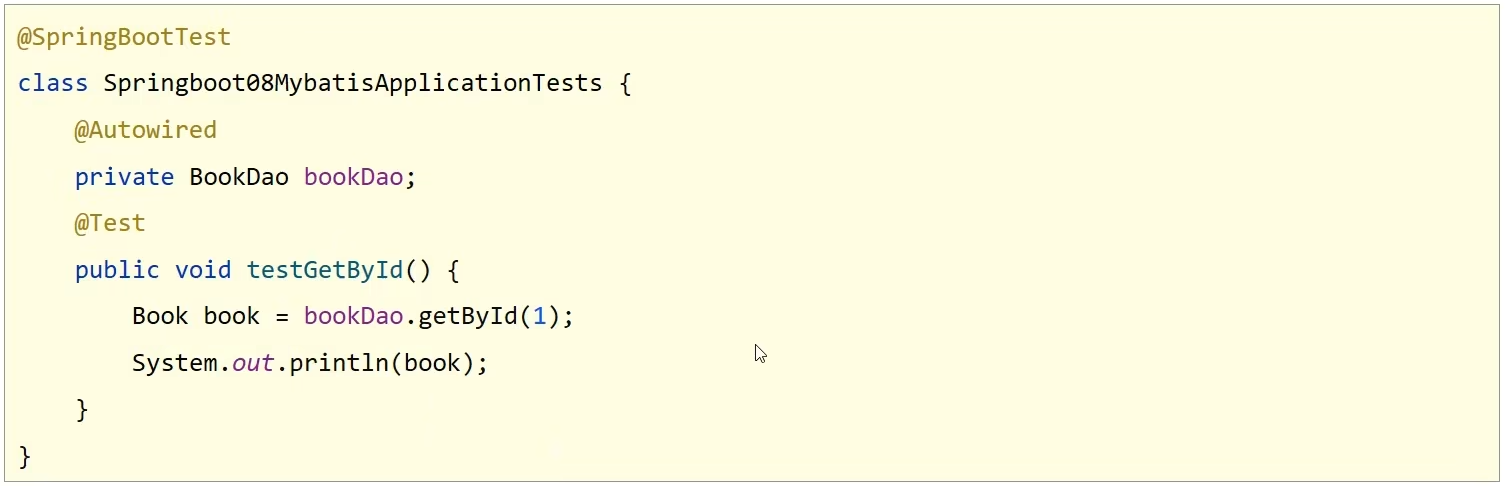 @SpringBootTest
class Springboot08MybatisApplicationTests {
    @Autowired
    private BookDao bookDao;
    @Test
    public void testGetById() {
        Book book = bookDao.getById(1);
        System.out.println(book);
    }
}